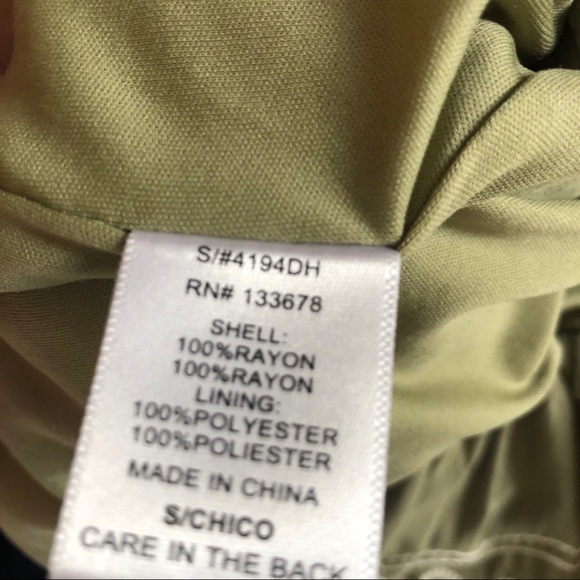 S/#4194DH
RN# 133678
SHELL:
100%RAYON
100%RAYON
LINING:
100%POLYESTER
100%POLIESTER
MADE IN CHINA
S/CHICO
CARE IN THE BACK